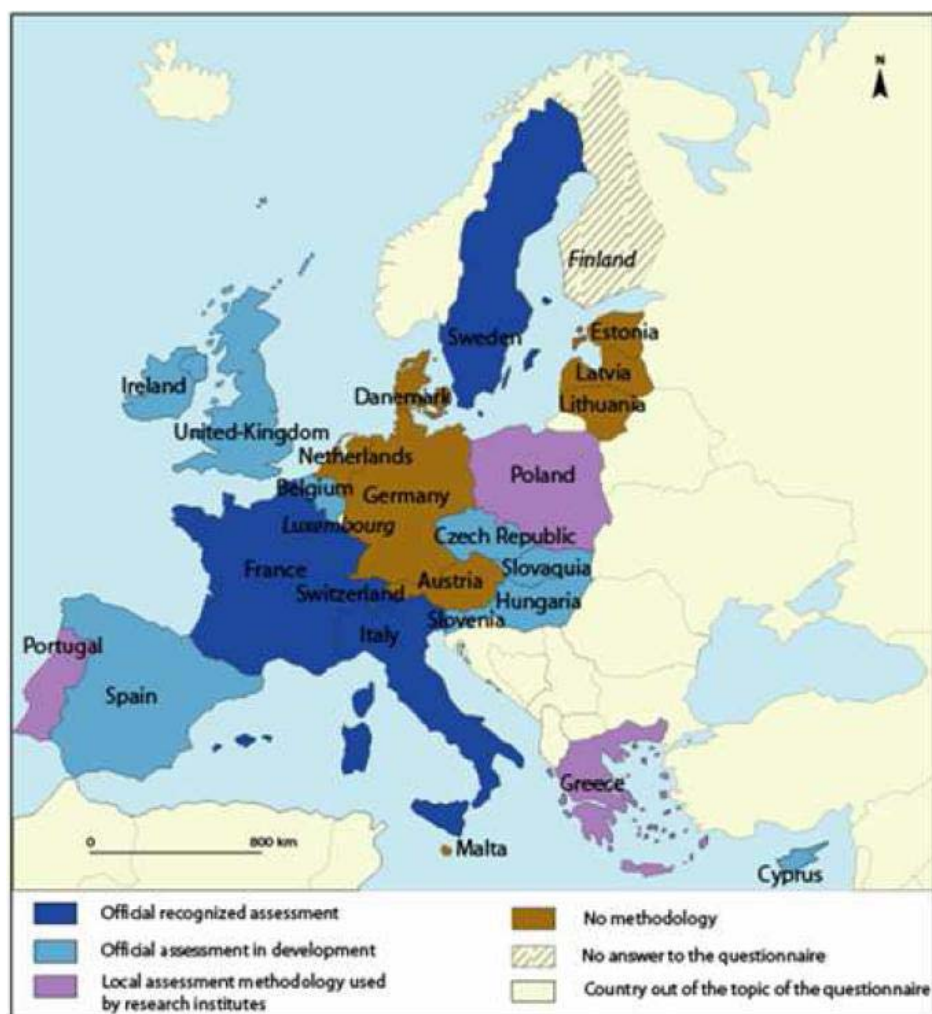 N
Finland
Sweden
Estonia
Latvia
Lithuania
Ireland
Danemark
United-Kingdom
Netherlands
Belgium
Germany
Poland
Luxembourg
Czech Republic
France
Slovaquia
Switzerland
Austria
Hungaria
Slovenia
Italy
Portugal
Spain
Greece
0
800 km
Malta
Cyprus
Official recognized assessment
Official assessment in development
Local assessment methodology used
by research institutes
No methodology
No answer to the questionnaire
Country out of the topic of the questionnaire